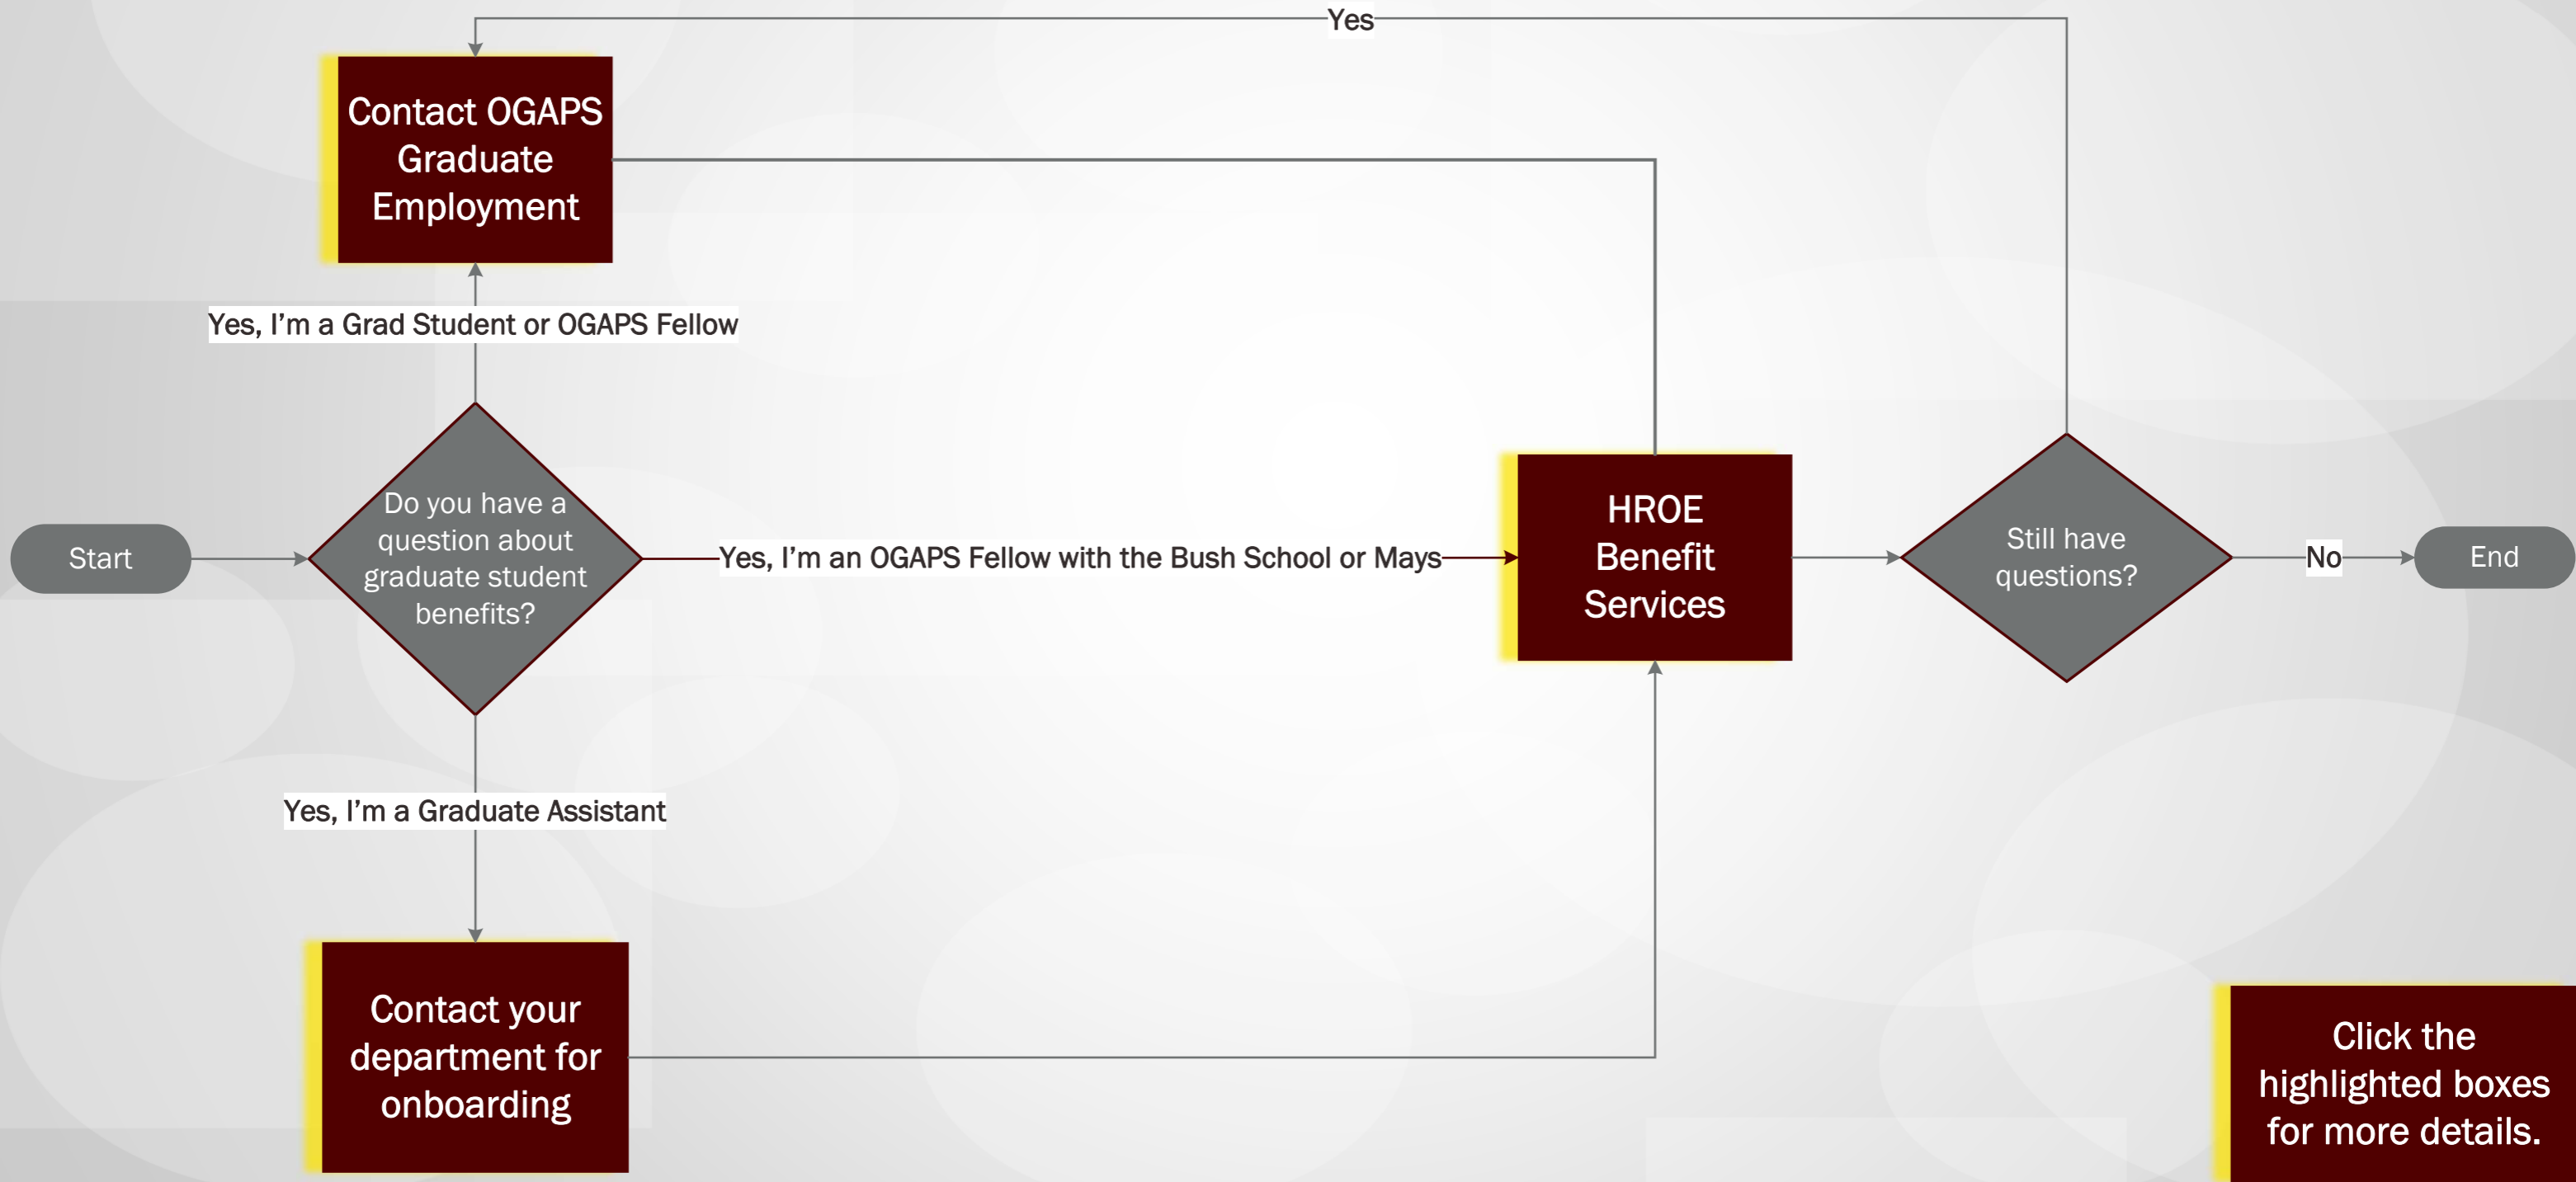 Yes
Contact OGAPS
Graduate
Employment
Yes, I'm a Grad Student or OGAPS Fellow
Start
Do you have a
question about
graduate student
benefits?
Yes, I'm an OGAPS Fellow with the Bush School or Mays
HROE
Benefit
Services
Still have
questions?
No
End
Yes, I'm a Graduate Assistant
Contact your
department for
onboarding
Click the
highlighted boxes
for more details.